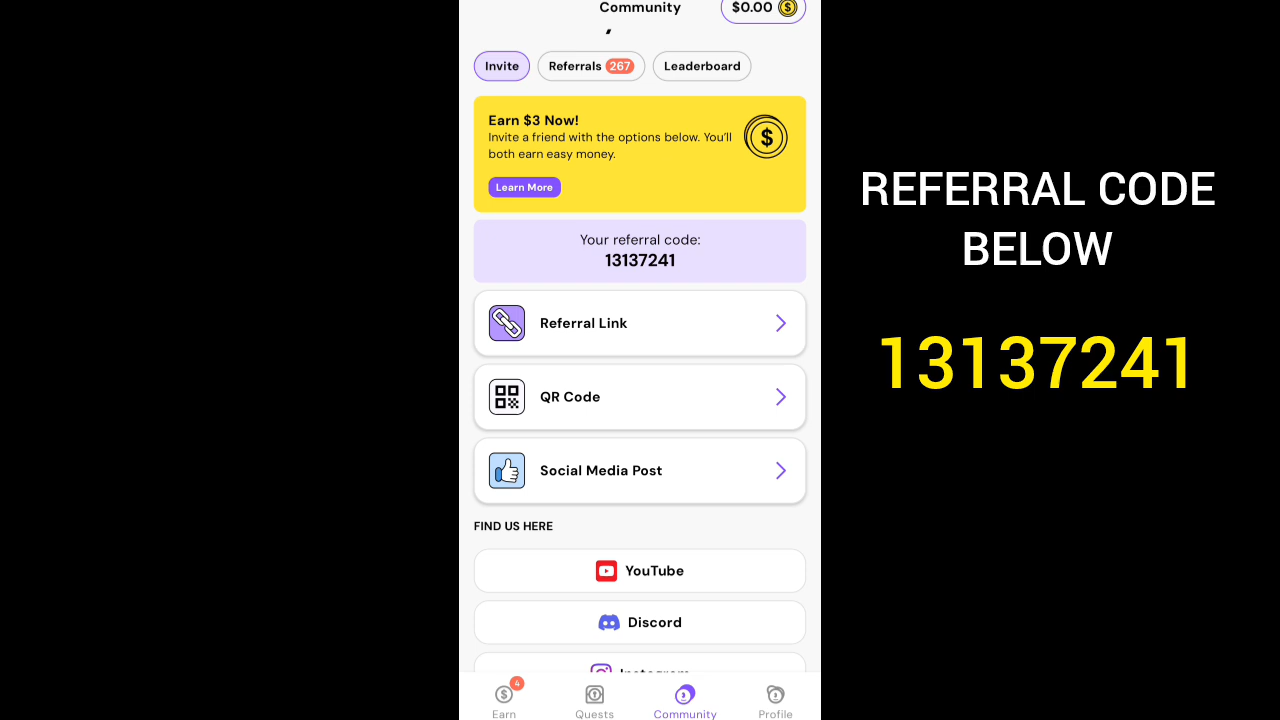 Community
$0.00
Invite
Referrals 267
Leaderboard
Earn $3 Now!
Invite a friend with the options below. You'll
both earn easy money.
Learn More
Your referral code:
13137241
Referral Link
QR Code
Social Media Post
FIND US HERE
YouTube
Discord
Instagram
4
Earn
Quests
Community
Profile
REFERRAL CODE
BELOW
13137241